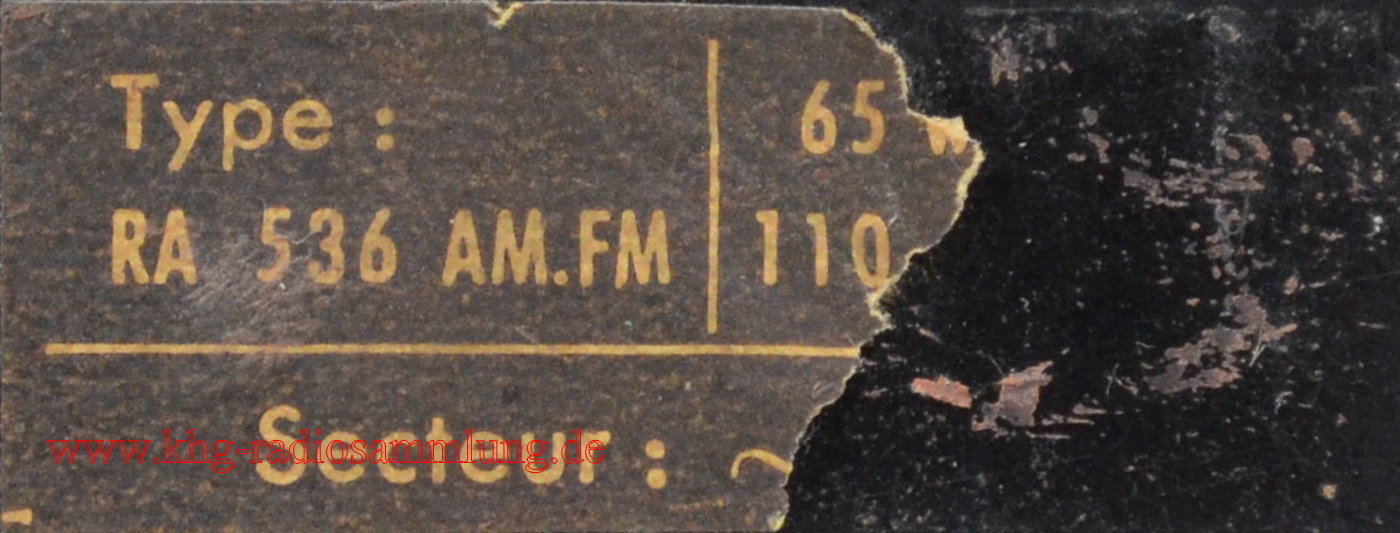 Type :
RA 536 AM.FM
65 w
110
Secteur : ~
www.khg-radiosammlung.de